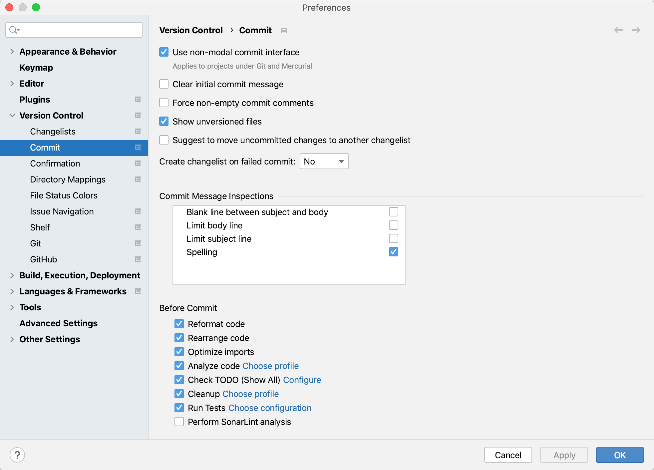 Preferences
Version Control › Commit
Appearance & Behavior
Keymap
Editor
Plugins
Version Control
Changelists
Commit
Confirmation
Directory Mappings
File Status Colors
Issue Navigation
Shelf
Git
GitHub
Build, Execution, Deployment
Languages & Frameworks
Tools
Advanced Settings
Other Settings
Use non-modal commit interface
Applies to projects under Git and Mercurial
Clear initial commit message
Force non-empty commit comments
Show unversioned files
Suggest to move uncommitted changes to another changelist
Create changelist on failed commit: No
Commit Message Inspections
Blank line between subject and body
Limit body line
Limit subject line
Spelling
Before Commit
Reformat code
Rearrange code
Optimize imports
Analyze code Choose profile
Check TODO (Show All) Configure
Cleanup Choose profile
Run Tests Choose configuration
Perform SonarLint analysis
?
Cancel
Apply
OK